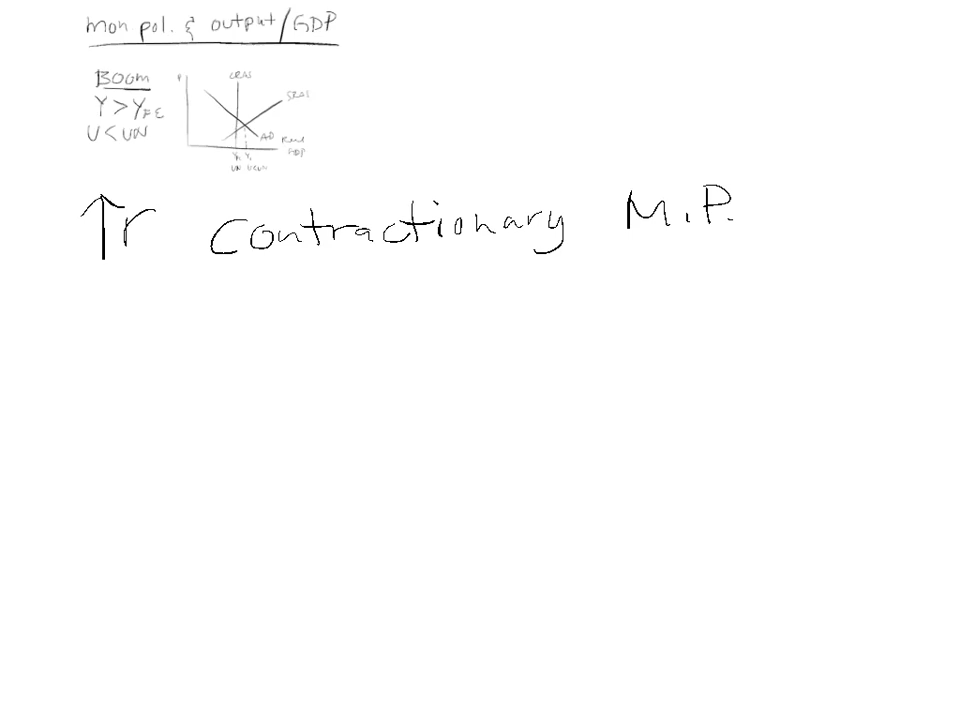 mon pol. & output/GDP
Boom
Y > YFE
U < UN
P
LRAS
SRAS
AD
Real
GDP
↑r contractionary M.P.